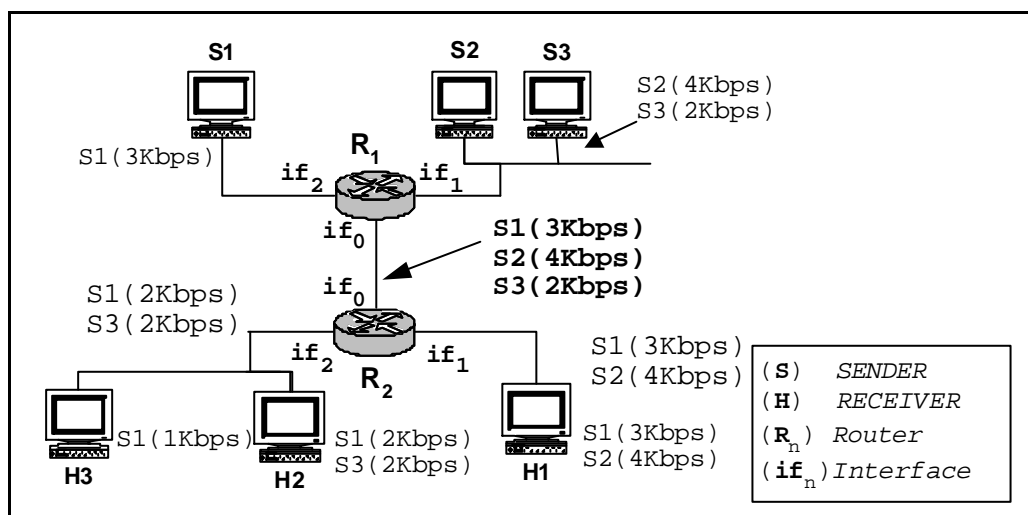 S1
S2
S3
S2(4Kbps)
S3(2Kbps)
S1(3Kbps)
R1
if2
if1
if0
S1(3Kbps)
S2(4Kbps)
S3(2Kbps)
if0
S1(2Kbps)
S3(2Kbps)
if2
if1
R2
S1(3Kbps)
S2(4Kbps)
S1(1Kbps)
S1(2Kbps)
S3(2Kbps)
S1(3Kbps)
S2(4Kbps)
H3
H2
H1
(S) SENDER
(H) RECEIVER
(Rn) Router
(ifn)Interface